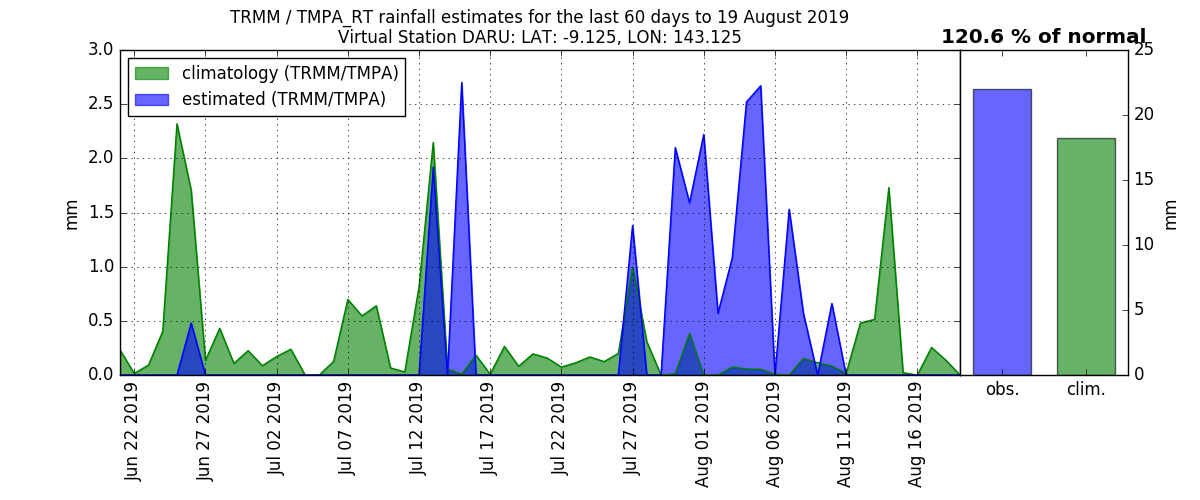 TRMM / TMPA_RT rainfall estimates for the last 60 days to 19 August 2019
Virtual Station DARU: LAT: -9.125, LON: 143.125
120.6 % of normal
climatology (TRMM/TMPA)
estimated (TRMM/TMPA)
3.0
2.5
2.0
1.5
1.0
0.5
0.0
mm
Jun 22 2019
Jun 27 2019
Jul 02 2019
Jul 07 2019
Jul 12 2019
Jul 17 2019
Jul 22 2019
Jul 27 2019
Aug 01 2019
Aug 06 2019
Aug 11 2019
Aug 16 2019
obs.
clim.
25
20
15
10
5
0
mm